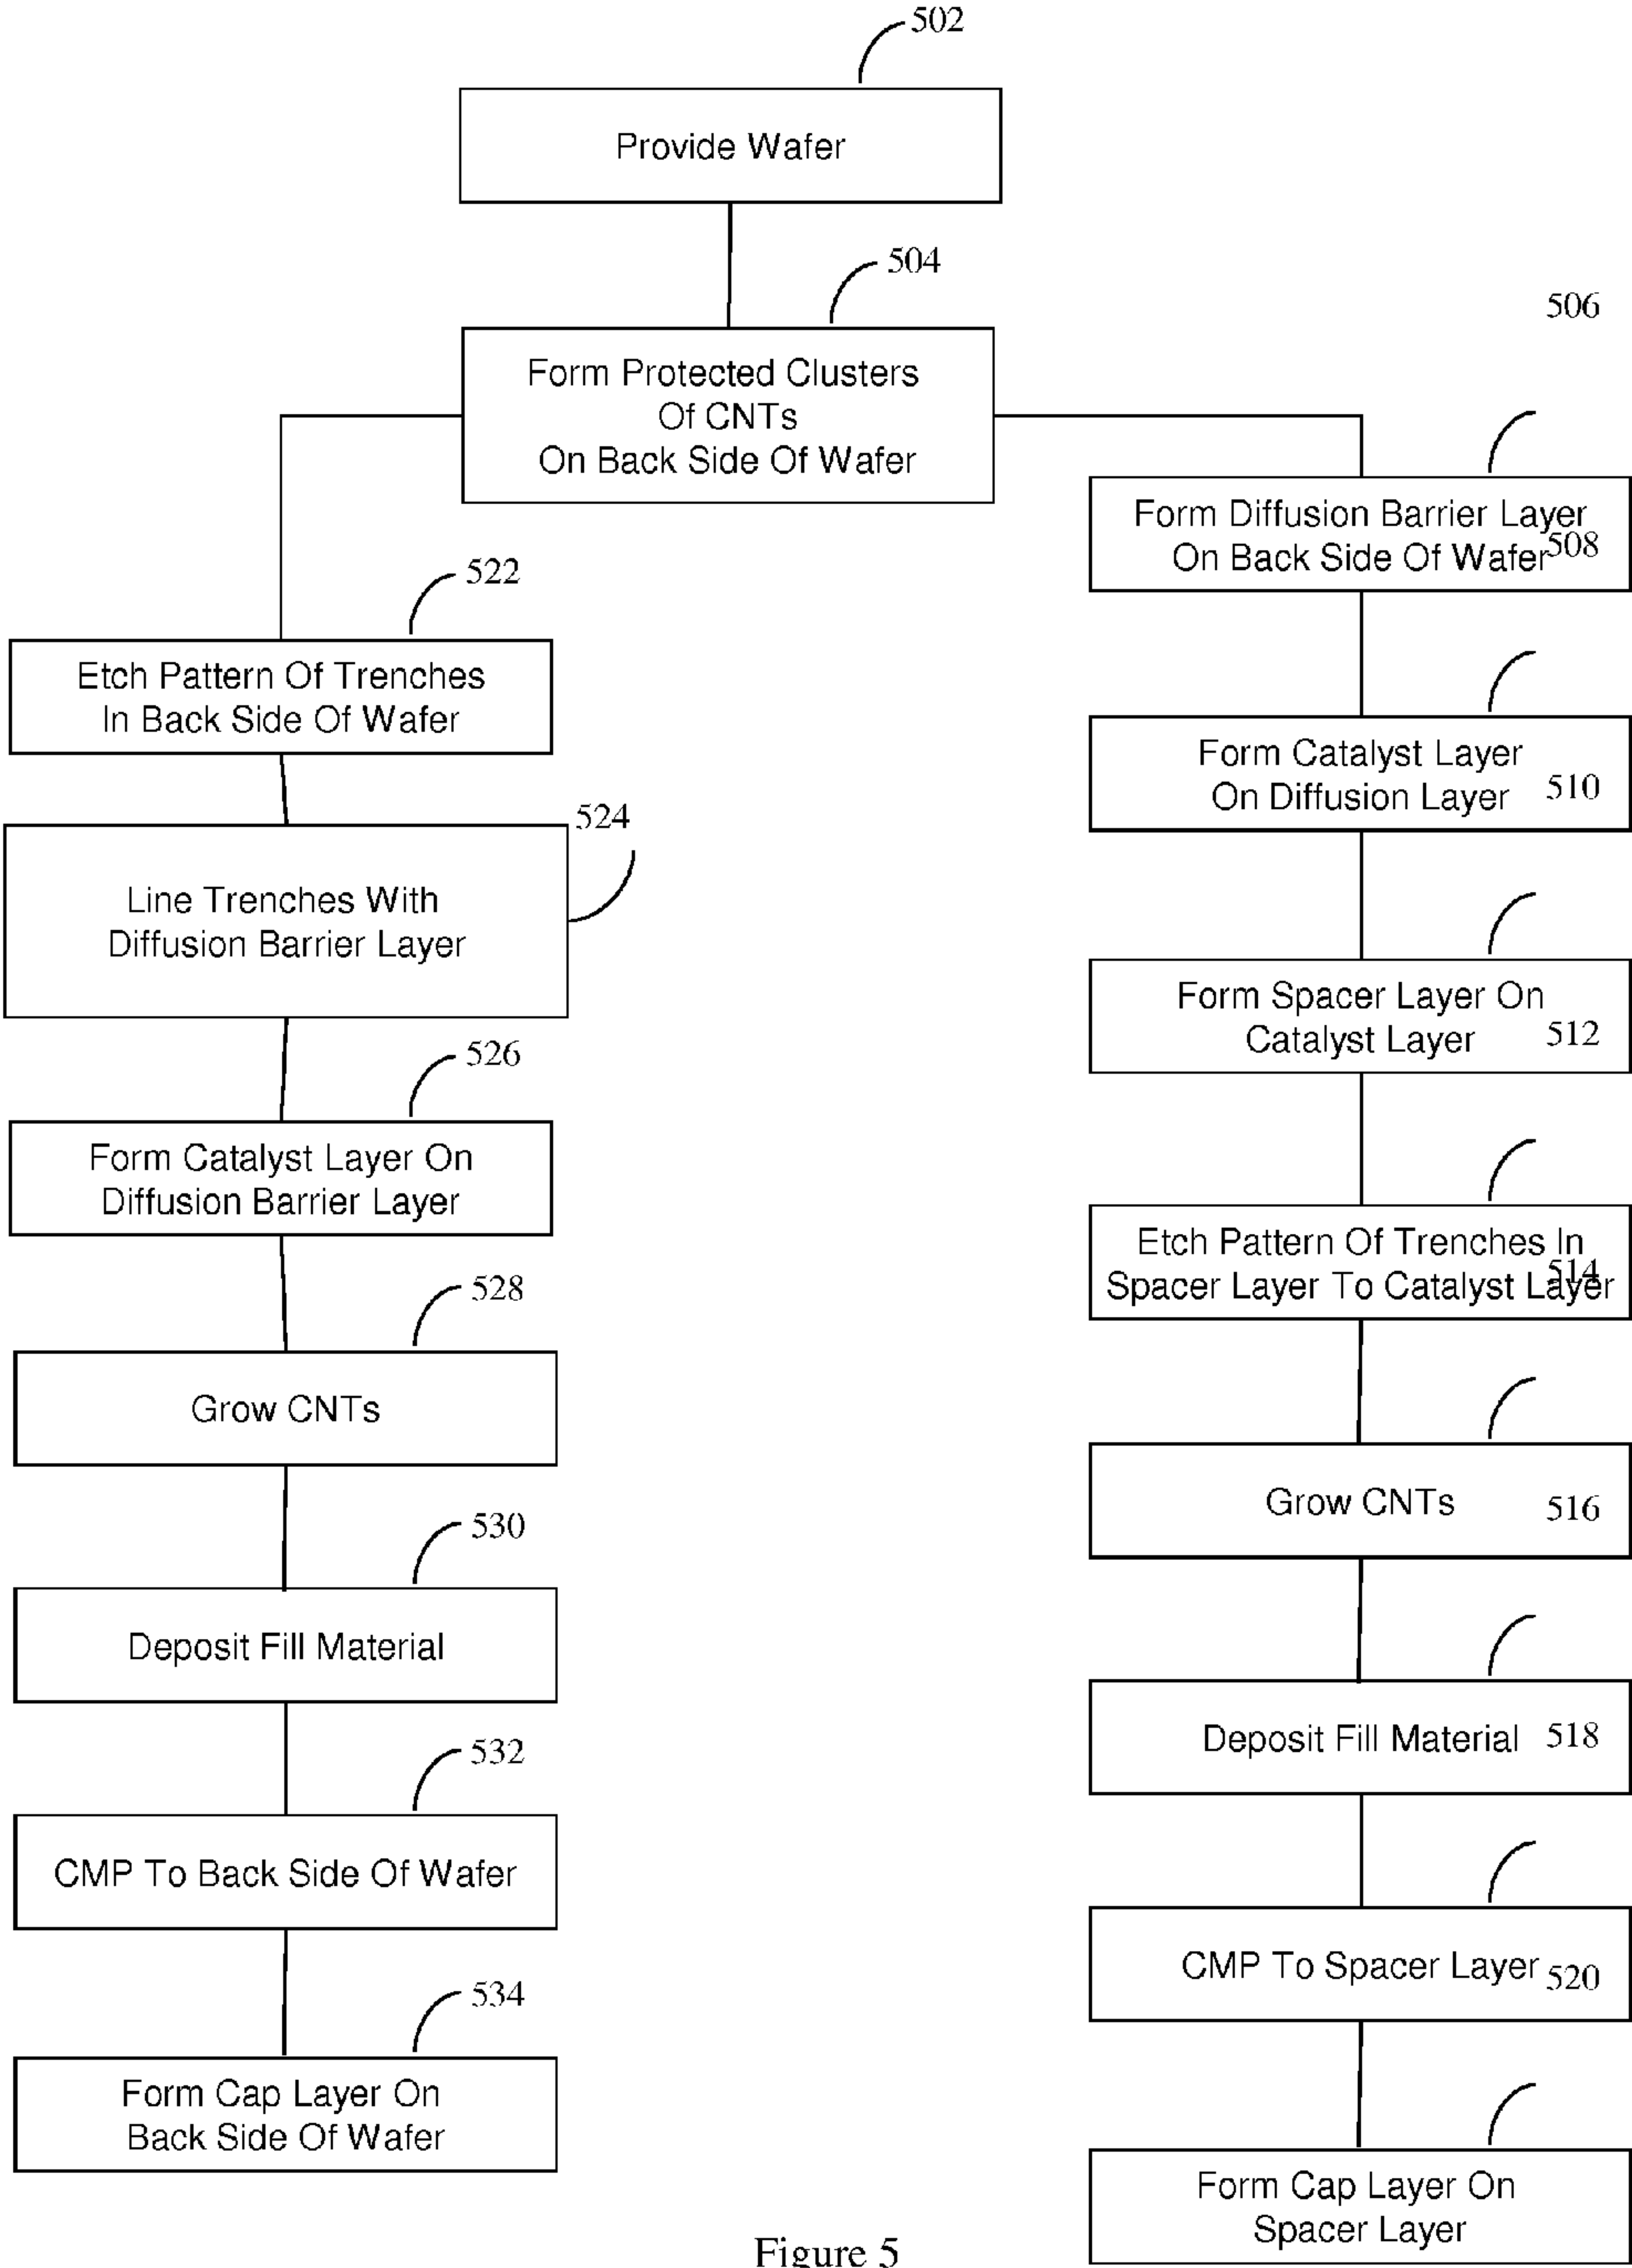 502
Provide Wafer
504
Form Protected Clusters
Of CNTs
On Back Side Of Wafer
522
Etch Pattern Of Trenches
In Back Side Of Wafer
524
Line Trenches With
Diffusion Barrier Layer
526
Form Catalyst Layer On
Diffusion Barrier Layer
528
Grow CNTs
530
Deposit Fill Material
532
CMP To Back Side Of Wafer
534
Form Cap Layer On
Back Side Of Wafer
506
Form Diffusion Barrier Layer
On Back Side Of Wafer
508
Form Catalyst Layer
On Diffusion Layer
510
Form Spacer Layer On
Catalyst Layer
512
Etch Pattern Of Trenches In
Spacer Layer To Catalyst Layer
514
Grow CNTs
516
Deposit Fill Material
518
CMP To Spacer Layer
520
Form Cap Layer On
Spacer Layer
Figure 5